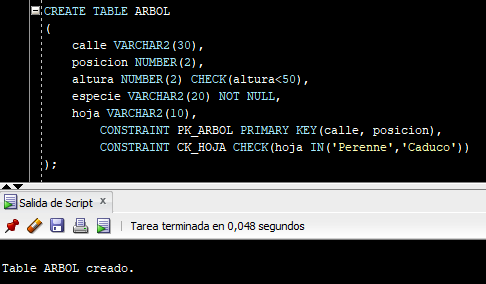 CREATE TABLE ARBOL
(
calle VARCHAR2(30),
posicion NUMBER(2),
altura NUMBER(2) CHECK(altura<50),
especie VARCHAR2(20) NOT NULL,
hoja VARCHAR2(10),
CONSTRAINT PK_ARBOL PRIMARY KEY(calle, posicion),
CONSTRAINT CK_HOJA CHECK(hoja IN('Perenne','Caduco'))
);
Salida de Script x
Tarea terminada en 0,048 segundos
Table ARBOL creado.